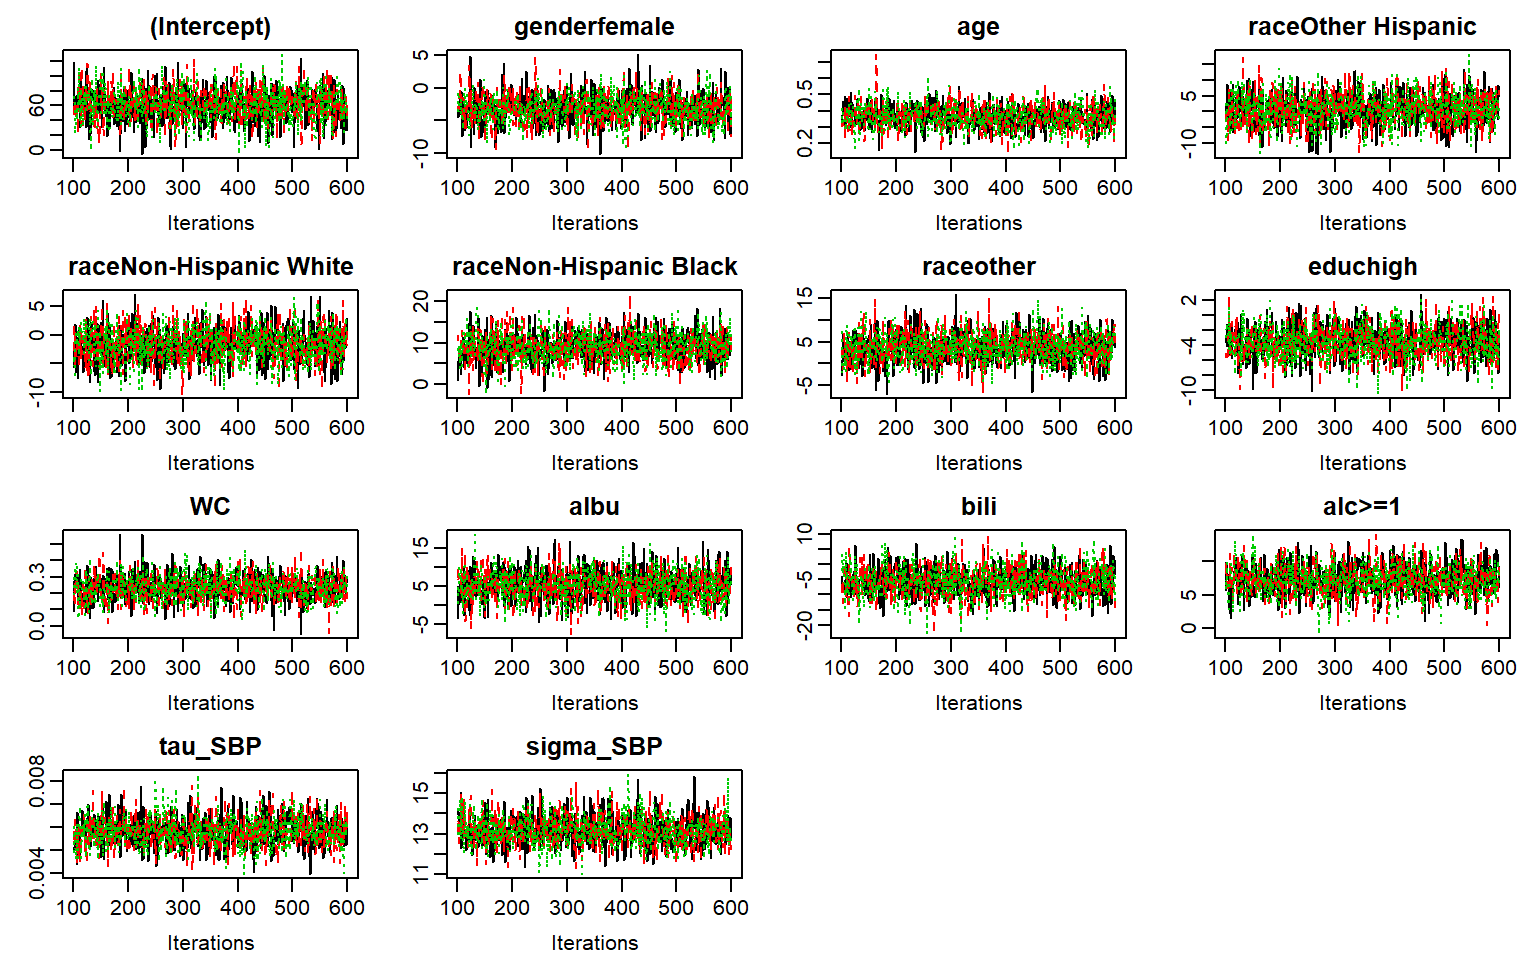 (Intercept) genderfemale age raceOther Hispanic
0 60
-10 0 5
0.2 0.5
-10 5
100 200 300 400 500 600 100 200 300 400 500 600 100 200 300 400 500 600 100 200 300 400 500 600
Iterations Iterations Iterations Iterations
raceNon-Hispanic White raceNon-Hispanic Black raceother educhigh
-10 0 5
0 10 20
-5 5 15
-10 -4 2
100 200 300 400 500 600 100 200 300 400 500 600 100 200 300 400 500 600 100 200 300 400 500 600
Iterations Iterations Iterations Iterations
WC albu bili alc>=1
0.0 0.3
-5 5 15
-20 -5 10
0 5
100 200 300 400 500 600 100 200 300 400 500 600 100 200 300 400 500 600 100 200 300 400 500 600
Iterations Iterations Iterations Iterations
tau_SBP sigma_SBP
0.004 0.008
11 13 15
100 200 300 400 500 600 100 200 300 400 500 600
Iterations Iterations